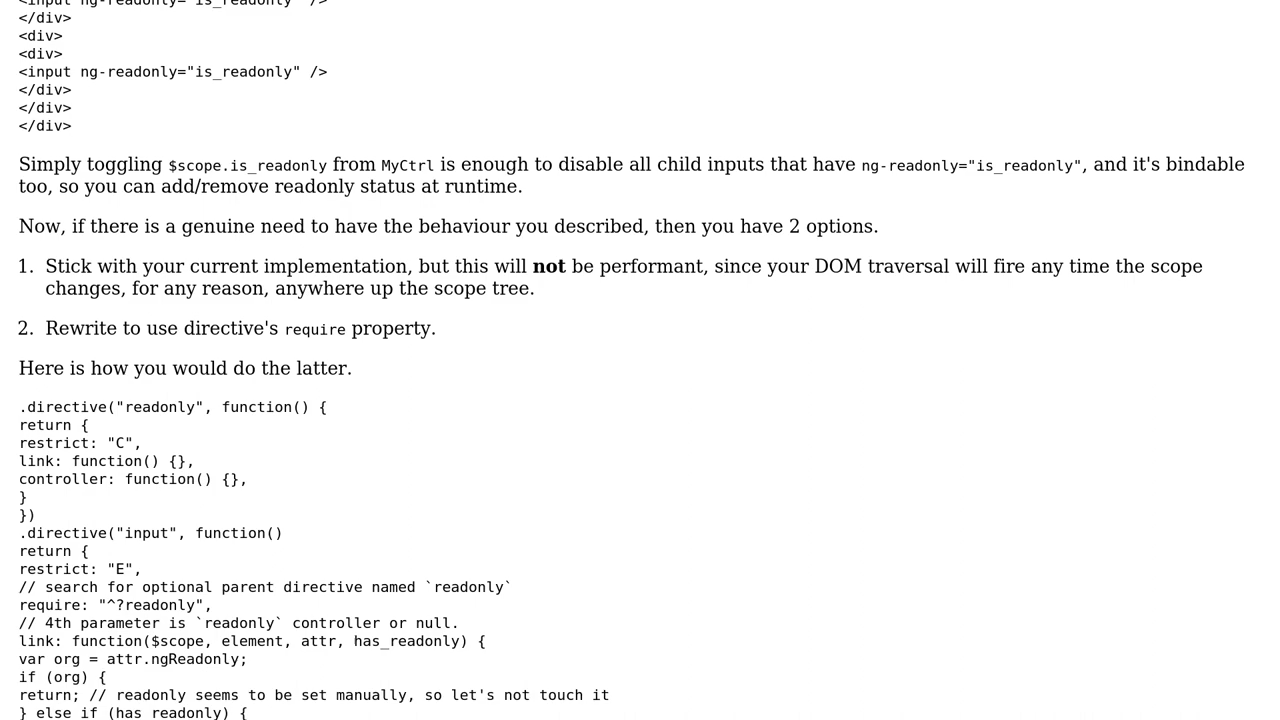 <input ng-readonly="is_readonly" />
</div>
<div>
<div>
<input ng-readonly="is_readonly" />
</div>
</div>
</div>
Simply toggling $scope.is_readonly from MyCtrl is enough to disable all child inputs that have ng-readonly="is_readonly", and it's bindable
too, so you can add/remove readonly status at runtime.
Now, if there is a genuine need to have the behaviour you described, then you have 2 options.
1. Stick with your current implementation, but this will not be performant, since your DOM traversal will fire any time the scope
changes, for any reason, anywhere up the scope tree.
2. Rewrite to use directive's require property.
Here is how you would do the latter.
.directive("readonly", function() {
return {
restrict: "C",
link: function() {},
controller: function() {},
}
})
.directive("input", function()
return {
restrict: "E",
// search for optional parent directive named `readonly`
require: "^?readonly",
// 4th parameter is `readonly` controller or null.
link: function($scope, element, attr, has_readonly) {
var org = attr.ngReadonly;
if (org) {
return; // readonly seems to be set manually, so let's not touch it
} else if (has_readonly) {